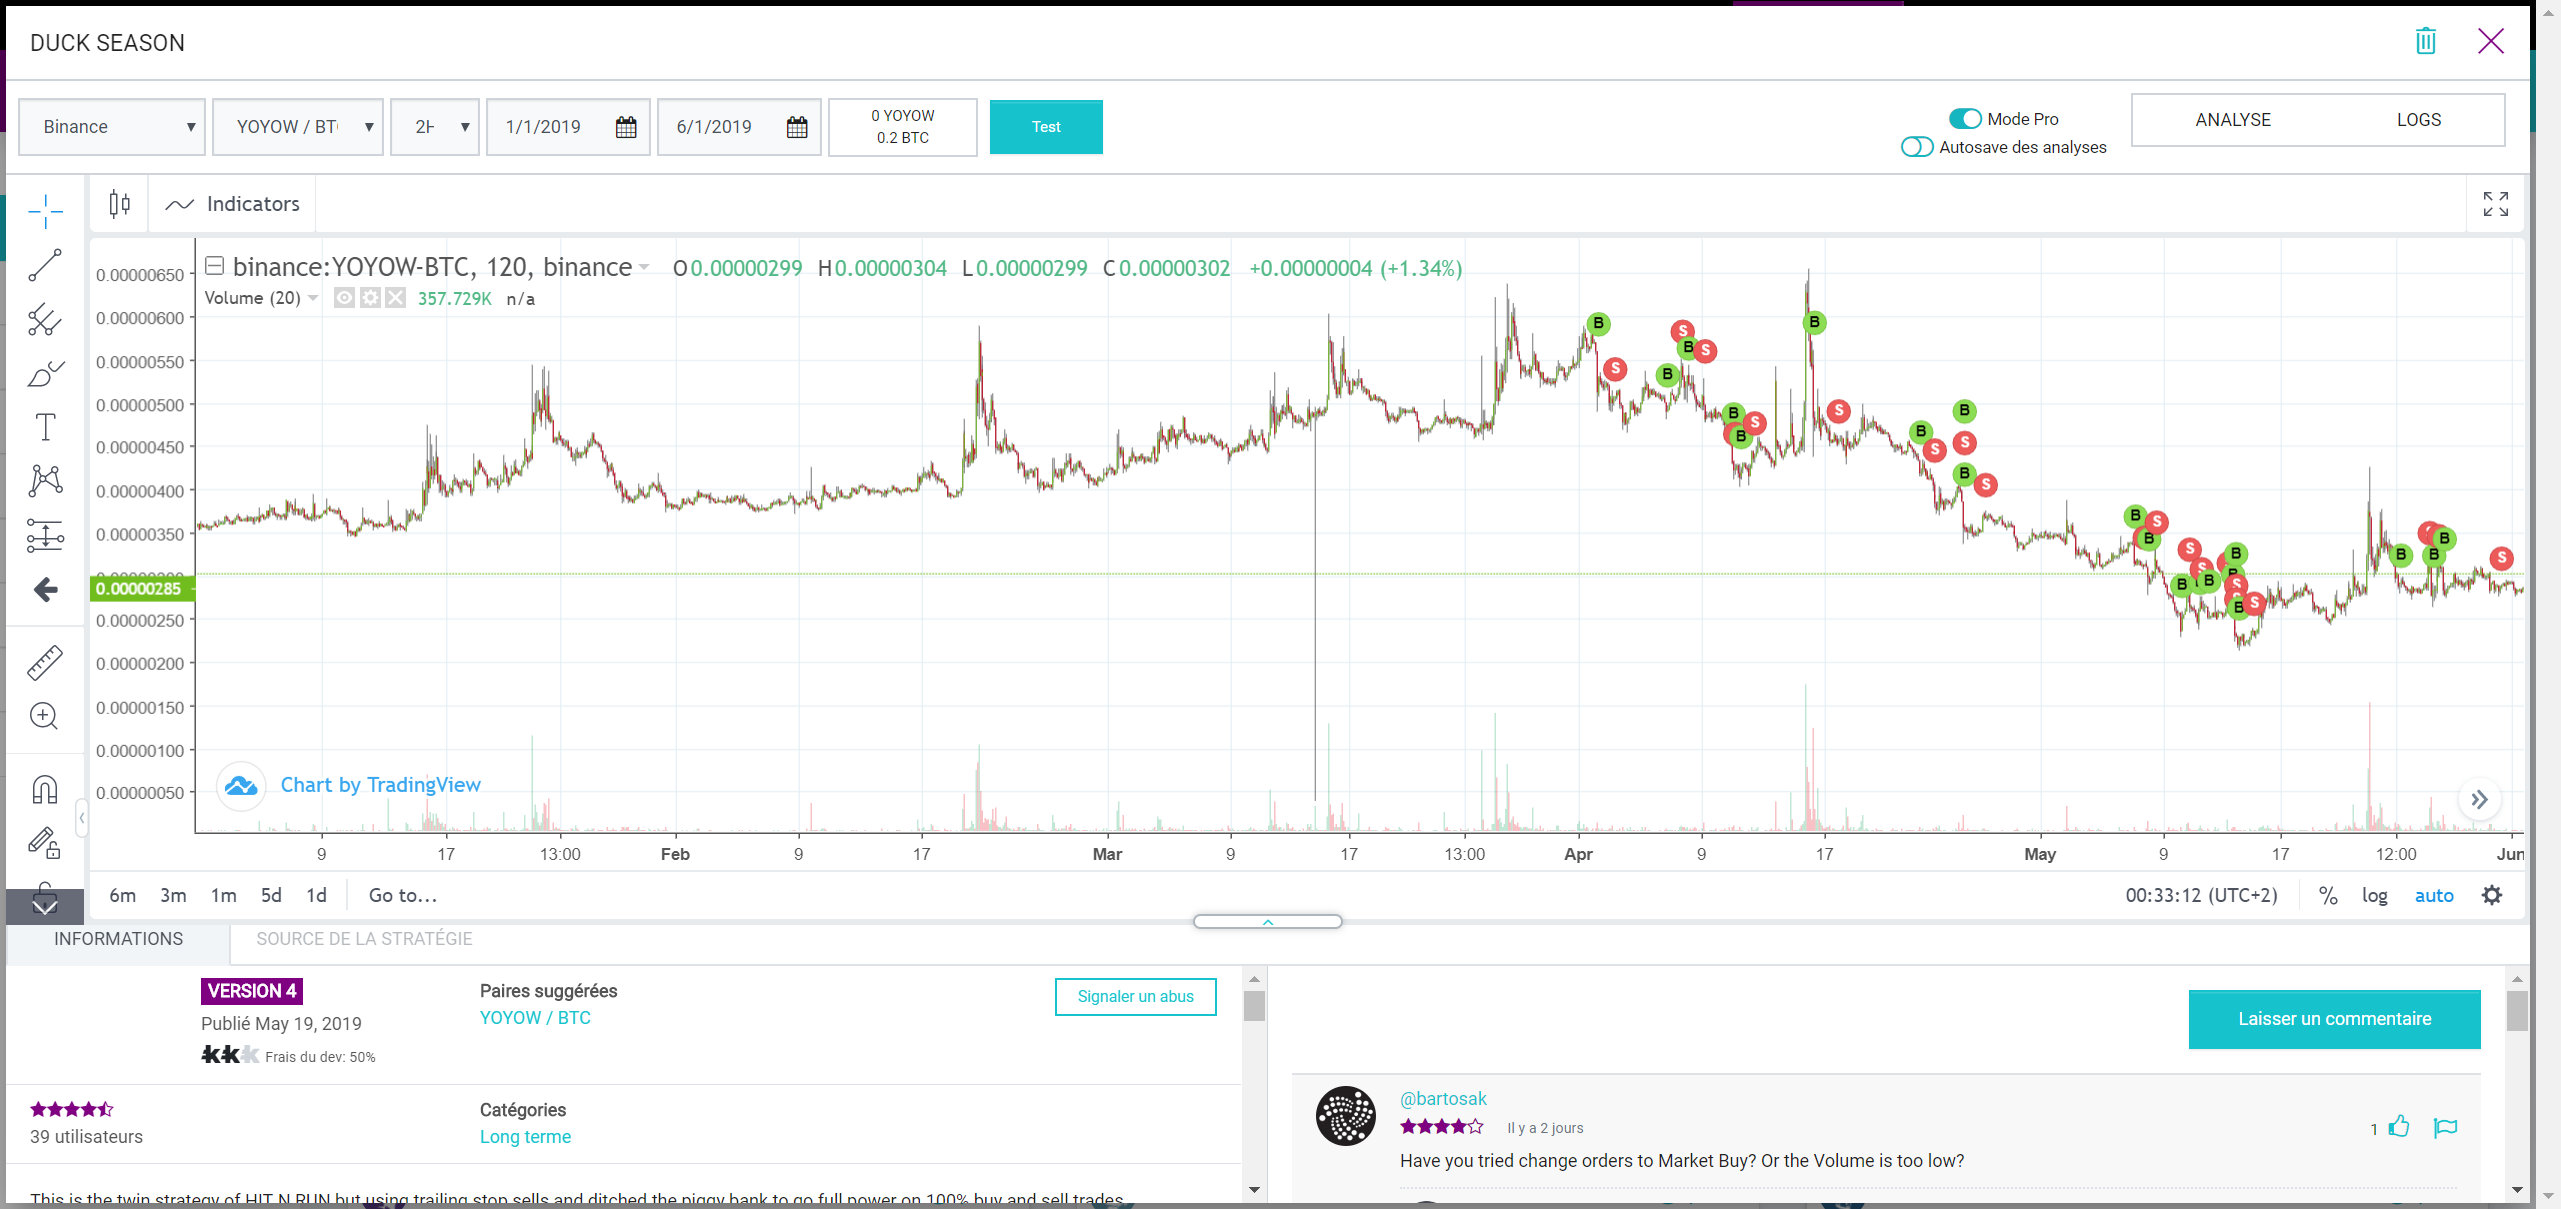 DUCK SEASON
Binance
YOYOW / BT
2H
1/1/2019
6/1/2019
0 YOYOW
0.2 BTC
Test
Mode Pro
Autosave des analyses
ANALYSE
LOGS
Indicators
binance:YOYOW-BTC, 120, binance O0.00000299 H0.00000304 L0.00000299 C0.00000302 +0.00000004 (+1.34%)
Volume (20) 357.729K n/a
0.00000650
0.00000600
0.00000550
0.00000500
0.00000450
0.00000400
0.00000350
0.00000285
0.00000250
0.00000200
0.00000150
0.00000100
0.00000050
B S B S B S B S B S B B S B S B S B S B S B S B S B S B S B S B S B S B B S B S
Chart by TradingView
9 17 13:00 Feb 9 17 Mar 9 17 13:00 Apr 9 17 May 9 17 12:00 Jun
6m 3m 1m 5d 1d Go to...
00:33:12 (UTC+2) % log auto
INFORMATIONS
SOURCE DE LA STRATÉGIE
VERSION 4
Publié May 19, 2019
Frais du dev: 50%
Paires suggérées
YOYOW / BTC
Signaler un abus
39 utilisateurs
Catégories
Long terme
This is the twin strategy of HIT N RUN but using trailing stop sells and ditched the piggy bank to go full power on 100% buy and sell trades
Laisser un commentaire
@bartosak
Il y a 2 jours
1
Have you tried change orders to Market Buy? Or the Volume is too low?